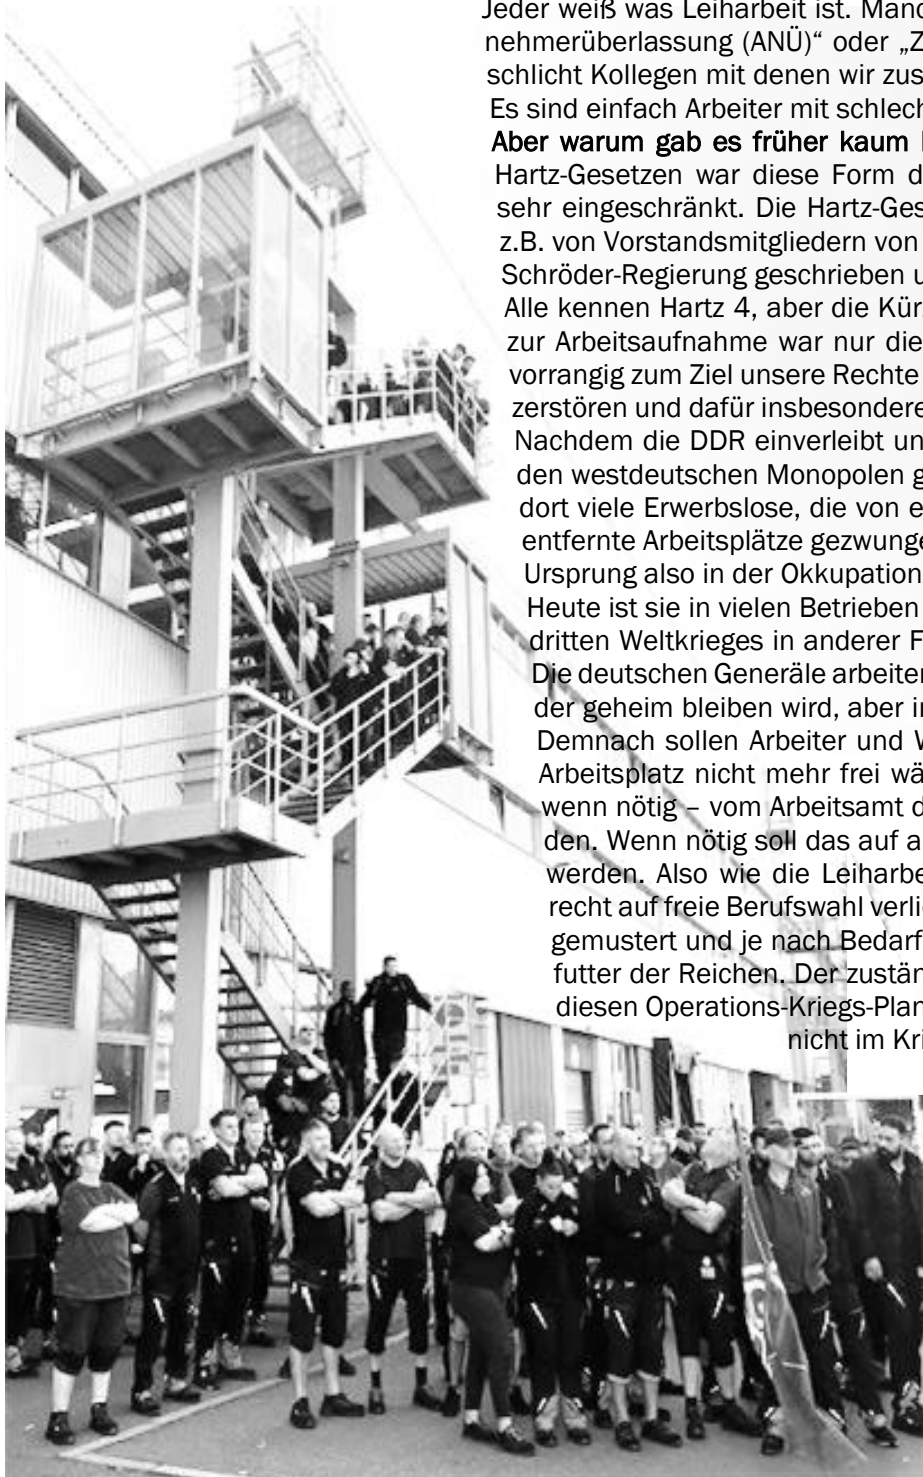 Jeder weiß was Leiharbeit ist. Manc
nehmerüberlassung (ANÜ)“ oder „Z
schlicht Kollegen mit denen wir zus
Es sind einfach Arbeiter mit schlech
Aber warum gab es früher kaum
Hartz-Gesetzen war diese Form d
sehr eingeschränkt. Die Hartz-Ges
z.B. von Vorstandsmitgliedern von
Schröder-Regierung geschrieben u
Alle kennen Hartz 4, aber die Kür
zur Arbeitsaufnahme war nur die
vorrangig zum Ziel unsere Rechte
zerstören und dafür insbesondere
Nachdem die DDR einverleibt un
den westdeutschen Monopolen g
dort viele Erwerbslose, die von e
entfernte Arbeitsplätze gezwunge
Ursprung also in der Okkupation
Heute ist sie in vielen Betrieben
dritten Weltkrieges in anderer F
Die deutschen Generäle arbeiter
der geheim bleiben wird, aber in
Demnach sollen Arbeiter und W
Arbeitsplatz nicht mehr frei wä
wenn nötig – vom Arbeitsamt d
den. Wenn nötig soll das auf a
werden. Also wie die Leiharbe
recht auf freie Berufswahl verlie
gemustert und je nach Bedarf
futter der Reichen. Der zustän
diesen Operations-Kriegs-Plan
nicht im Kri